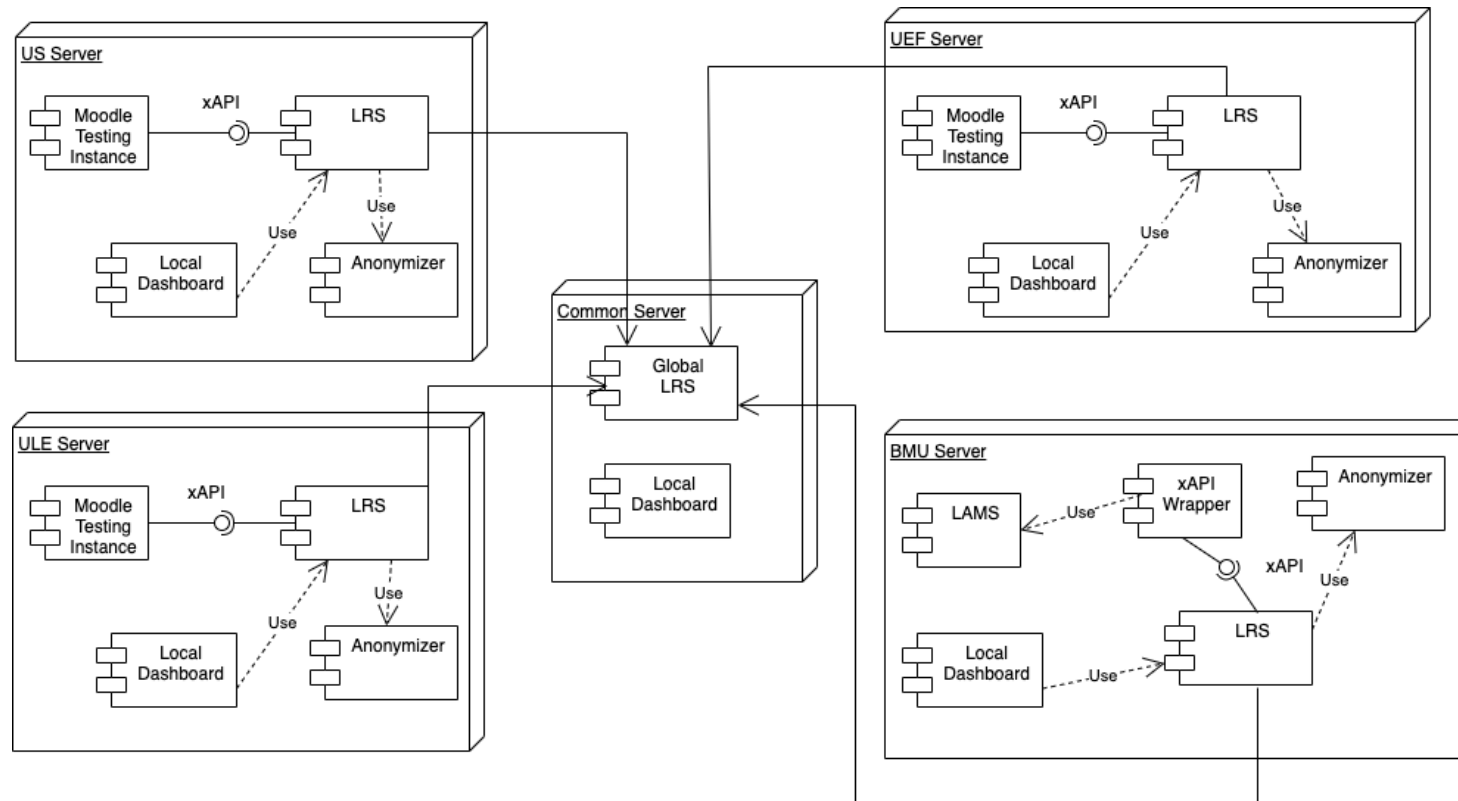 US Server
Moodle
Testing
Instance
xAPI
LRS
Use
Use
Local
Dashboard
Anonymizer
UEF Server
Moodle
Testing
Instance
xAPI
LRS
Use
Use
Local
Dashboard
Anonymizer
Common Server
Global
LRS
Local
Dashboard
ULE Server
Moodle
Testing
Instance
xAPI
LRS
Use
Use
Local
Dashboard
Anonymizer
BMU Server
LAMS
Use
xAPI
Wrapper
Anonymizer
xAPI
Use
LRS
Local
Dashboard
Use